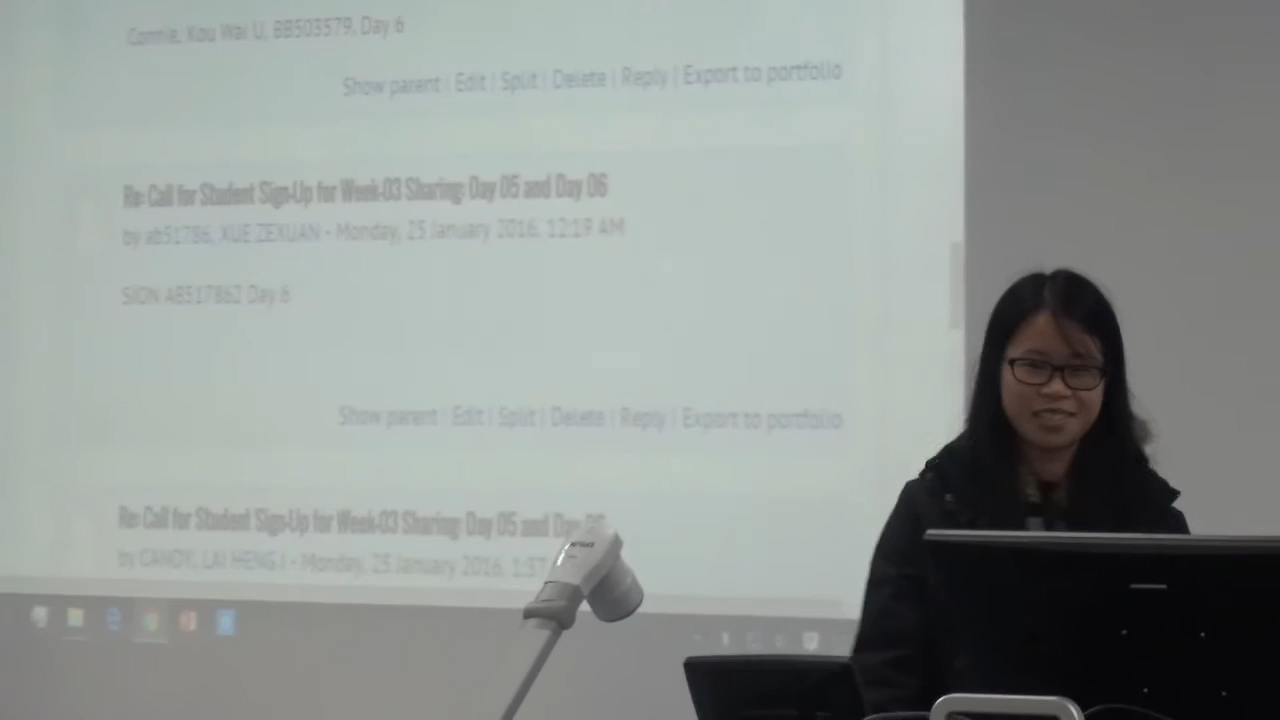 Connie, Kou Wai U, BB503579, Day 6
Show parent | Edit | Split | Delete | Reply | Export to portfolio
Re: Call for Student Sign-Up for Week-03 Sharing: Day 05 and Day 06
by ab51786, XUE ZEXUAN - Monday, 25 January 2016, 12:19 AM
SION AB517862 Day 6
Show parent | Edit | Split | Delete | Reply | Export to portfolio
Re: Call for Student Sign-Up for Week-03 Sharing: Day 05 and Day
by CANDY, LAI HENG I - Monday, 25 January 2016, 1:37